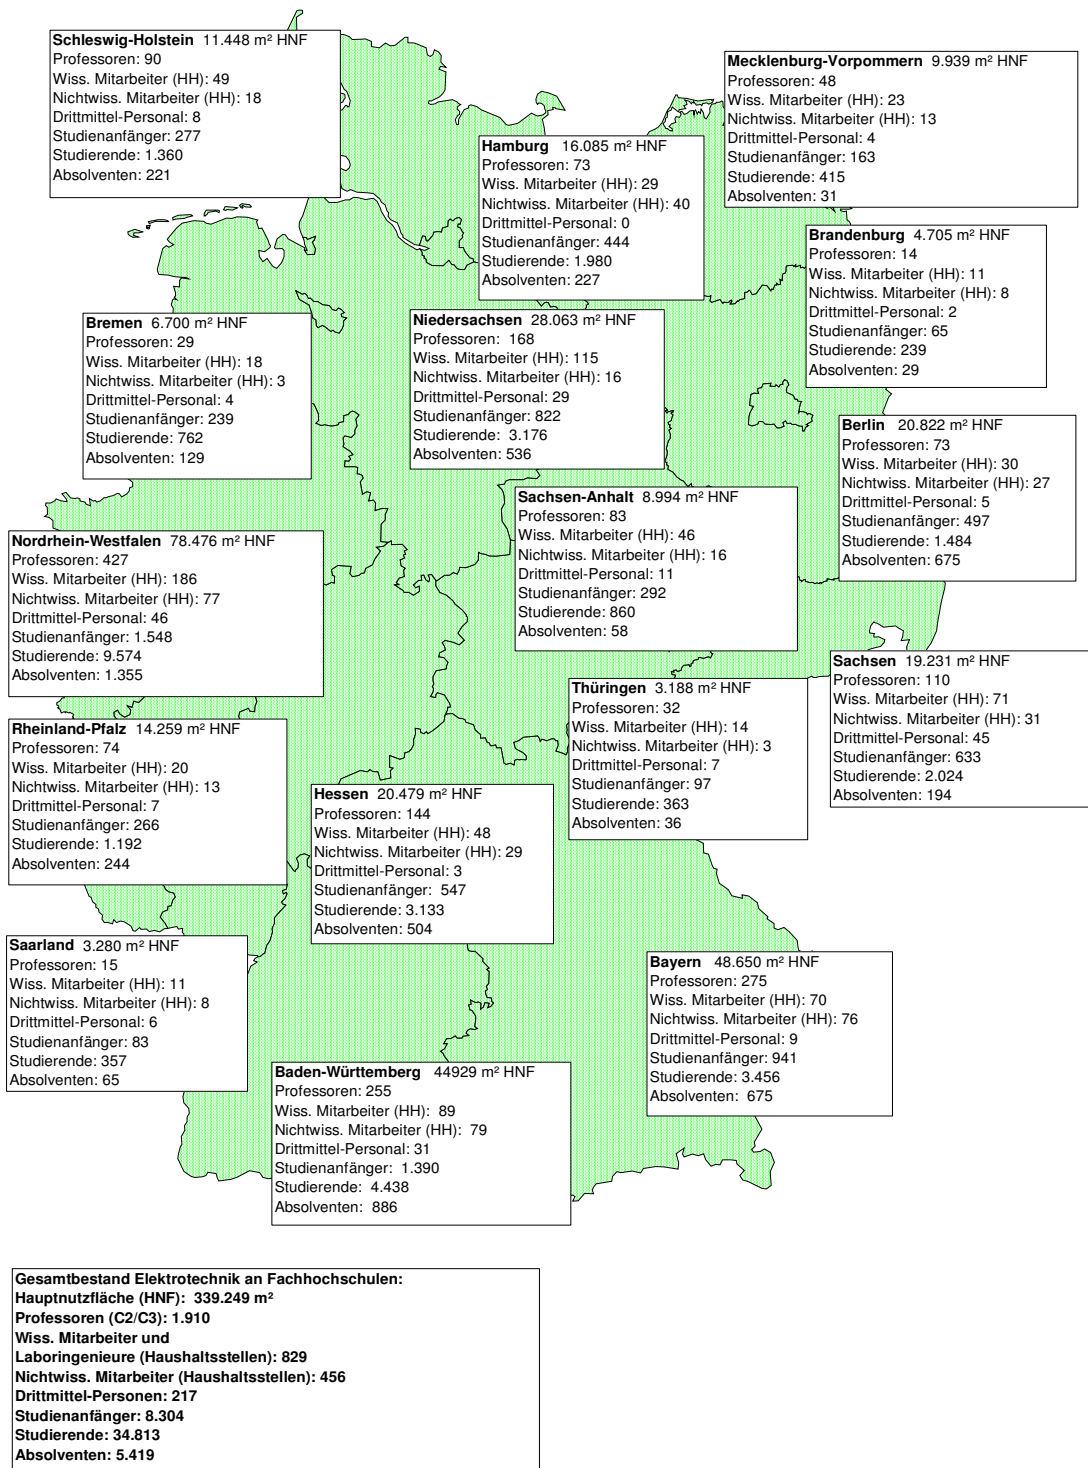 Schleswig-Holstein 11.448 m² HNF
Professoren: 90
Wiss. Mitarbeiter (HH): 49
Nichtwiss. Mitarbeiter (HH): 18
Drittmittel-Personal: 8
Studienanfänger: 277
Studierende: 1.360
Absolventen: 221
Mecklenburg-Vorpommern 9.939 m² HNF
Professoren: 48
Wiss. Mitarbeiter (HH): 23
Nichtwiss. Mitarbeiter (HH): 13
Drittmittel-Personal: 4
Studienanfänger: 163
Studierende: 415
Absolventen: 31
Hamburg 16.085 m² HNF
Professoren: 73
Wiss. Mitarbeiter (HH): 29
Nichtwiss. Mitarbeiter (HH): 40
Drittmittel-Personal: 0
Studienanfänger: 444
Studierende: 1.980
Absolventen: 227
Brandenburg 4.705 m² HNF
Professoren: 14
Wiss. Mitarbeiter (HH): 11
Nichtwiss. Mitarbeiter (HH): 8
Drittmittel-Personal: 2
Studienanfänger: 65
Studierende: 239
Absolventen: 29
Bremen 6.700 m² HNF
Professoren: 29
Wiss. Mitarbeiter (HH): 18
Nichtwiss. Mitarbeiter (HH): 3
Drittmittel-Personal: 4
Studienanfänger: 239
Studierende: 762
Absolventen: 129
Niedersachsen 28.063 m² HNF
Professoren: 168
Wiss. Mitarbeiter (HH): 115
Nichtwiss. Mitarbeiter (HH): 16
Drittmittel-Personal: 29
Studienanfänger: 822
Studierende: 3.176
Absolventen: 536
Berlin 20.822 m² HNF
Professoren: 73
Wiss. Mitarbeiter (HH): 30
Nichtwiss. Mitarbeiter (HH): 27
Drittmittel-Personal: 5
Studienanfänger: 497
Studierende: 1.484
Absolventen: 675
Sachsen-Anhalt 8.994 m² HNF
Professoren: 83
Wiss. Mitarbeiter (HH): 46
Nichtwiss. Mitarbeiter (HH): 16
Drittmittel-Personal: 11
Studienanfänger: 292
Studierende: 860
Absolventen: 58
Nordrhein-Westfalen 78.476 m² HNF
Professoren: 427
Wiss. Mitarbeiter (HH): 186
Nichtwiss. Mitarbeiter (HH): 77
Drittmittel-Personal: 46
Studienanfänger: 1.548
Studierende: 9.574
Absolventen: 1.355
Sachsen 19.231 m² HNF
Professoren: 110
Wiss. Mitarbeiter (HH): 71
Nichtwiss. Mitarbeiter (HH): 31
Drittmittel-Personal: 45
Studienanfänger: 633
Studierende: 2.024
Absolventen: 194
Thüringen 3.188 m² HNF
Professoren: 32
Wiss. Mitarbeiter (HH): 14
Nichtwiss. Mitarbeiter (HH): 3
Drittmittel-Personal: 7
Studienanfänger: 97
Studierende: 363
Absolventen: 36
Rheinland-Pfalz 14.259 m² HNF
Professoren: 74
Wiss. Mitarbeiter (HH): 20
Nichtwiss. Mitarbeiter (HH): 13
Drittmittel-Personal: 7
Studienanfänger: 266
Studierende: 1.192
Absolventen: 244
Hessen 20.479 m² HNF
Professoren: 144
Wiss. Mitarbeiter (HH): 48
Nichtwiss. Mitarbeiter (HH): 29
Drittmittel-Personal: 3
Studienanfänger: 547
Studierende: 3.133
Absolventen: 504
Saarland 3.280 m² HNF
Professoren: 15
Wiss. Mitarbeiter (HH): 11
Nichtwiss. Mitarbeiter (HH): 8
Drittmittel-Personal: 6
Studienanfänger: 83
Studierende: 357
Absolventen: 65
Bayern 48.650 m² HNF
Professoren: 275
Wiss. Mitarbeiter (HH): 70
Nichtwiss. Mitarbeiter (HH): 76
Drittmittel-Personal: 9
Studienanfänger: 941
Studierende: 3.456
Absolventen: 675
Baden-Württemberg 44929 m² HNF
Professoren: 255
Wiss. Mitarbeiter (HH): 89
Nichtwiss. Mitarbeiter (HH): 79
Drittmittel-Personal: 31
Studienanfänger: 1.390
Studierende: 4.438
Absolventen: 886
Gesamtbestand Elektrotechnik an Fachhochschulen:
Hauptnutzfläche (HNF): 339.249 m²
Professoren (C2/C3): 1.910
Wiss. Mitarbeiter und
Laboringenieure (Haushaltsstellen): 829
Nichtwiss. Mitarbeiter (Haushaltsstellen): 456
Drittmittel-Personen: 217
Studienanfänger: 8.304
Studierende: 34.813
Absolventen: 5.419